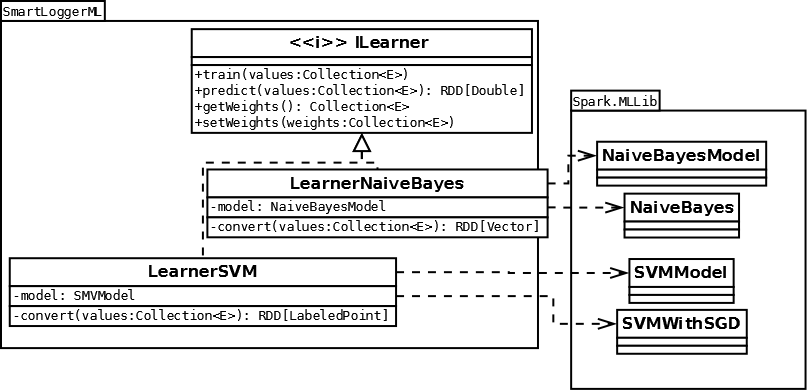 SmartLoggerML
<<i>> ILearner
+train(values:Collection<E>)
+predict(values:Collection<E>): RDD[Double]
+getWeights(): Collection<E>
+setWeights(weights:Collection<E>)
Spark.MLLib
NaiveBayesModel
LearnerNaiveBayes
-model: NaiveBayesModel
-convert(values:Collection<E>): RDD[Vector]
NaiveBayes
LearnerSVM
-model: SMVModel
-convert(values:Collection<E>): RDD[LabeledPoint]
SVMModel
SVMWithSGD